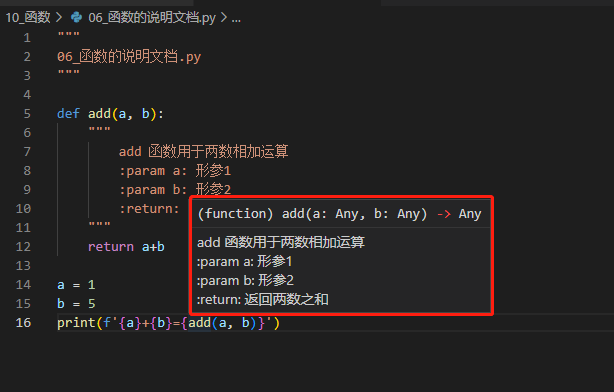 10_函数 > 06_函数的说明文档.py > ...
1 """
2 06_函数的说明文档.py
3 """
4
5 def add(a, b):
6 """
7 add 函数用于两数相加运算
8 :param a: 形参1
9 :param b: 形参2
10 :return:
11 """
12 return a+b
13
14 a = 1
15 b = 5
16 print(f'{a}+{b}={add(a, b)}')
(function) add(a: Any, b: Any) -> Any
add 函数用于两数相加运算
:param a: 形参1
:param b: 形参2
:return: 返回两数之和